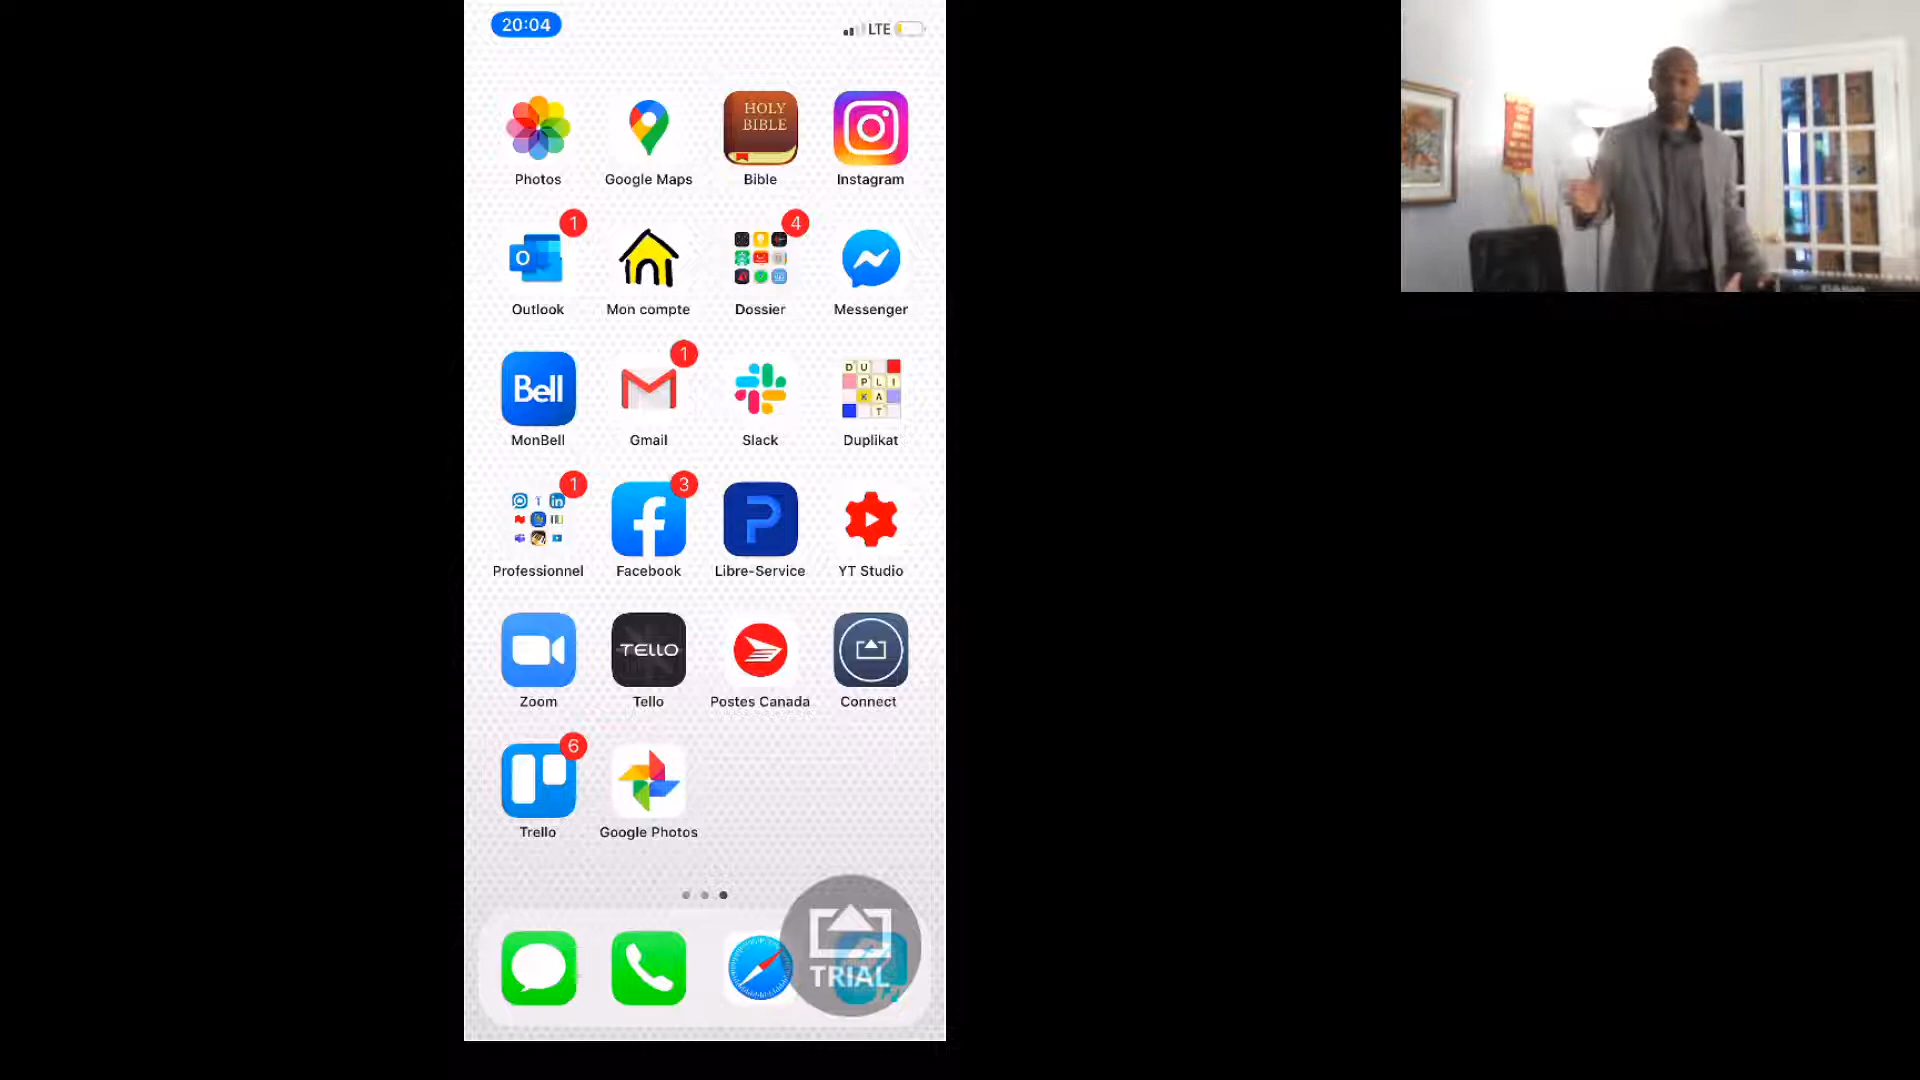 20:04
LTE
HOLY
BIBLE
Photos
Google Maps
Bible
Instagram
1
4
O
Outlook
Mon compte
Dossier
Messenger
Bell
1
D U
P L I
K A
T
MonBell
Gmail
Slack
Duplikat
1
in
3
Professionnel
Facebook
Libre-Service
YT Studio
TELLO
Zoom
Tello
Postes Canada
Connect
6
Trello
Google Photos
TRIAL